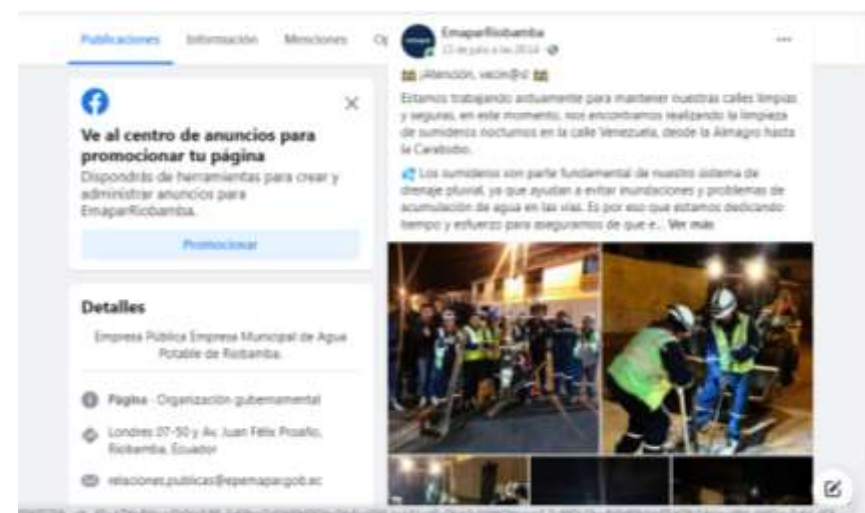 Publicaciones Información Menciones
Ve al centro de anuncios para
promocionar tu página
Dispondrás de herramientas para crear y
administrar anuncios para
EmaparRiobamba.
Promocionar
Detalles
Empresa Pública Empresa Municipal de Agua
Potable de Riobamba.
Página · Organización gubernamental
Londres 07-50 y Av. Juan Félix Proaño,
Riobamba, Ecuador
relaciones.publicas@epemapar.gob.ec
EmaparRiobamba
de julio a las 20:14
¡Atención, vecin@s!
Estamos trabajando arduamente para mantener nuestras calles limpias
y seguras, en este momento, nos encontramos realizando la limpieza
de sumideros nocturnos en la calle Venezuela, desde la Almagro hasta
la Carabobo.
Los sumideros son parte fundamental de nuestro sistema de
drenaje pluvial, ya que ayudan a evitar inundaciones y problemas de
acumulación de agua en las vías. Es por eso que estamos dedicando
tiempo y esfuerzo para asegurarnos de que e... Ver más